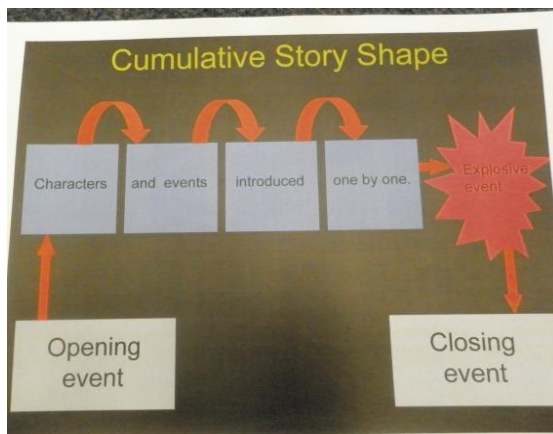 Cumulative Story Shape
Characters
and events
introduced
one by one.
Explosive
event
Opening
event
Closing
event